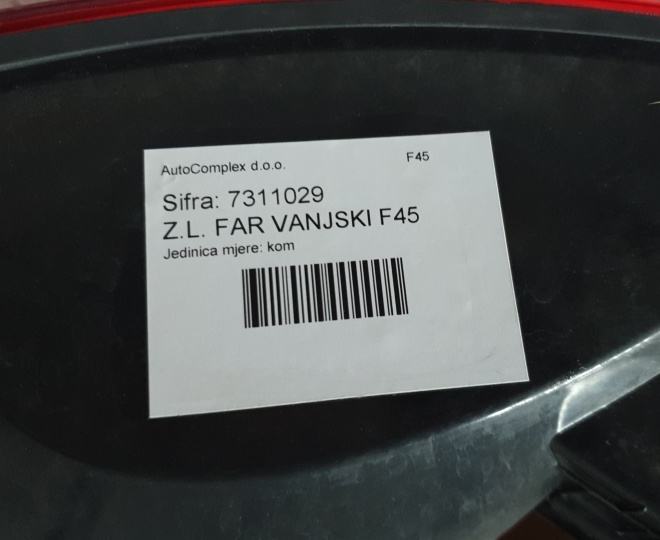 AutoComplex d.o.o. F45
Sifra: 7311029
Z.L. FAR VANJSKI F45
Jedinica mjere: kom